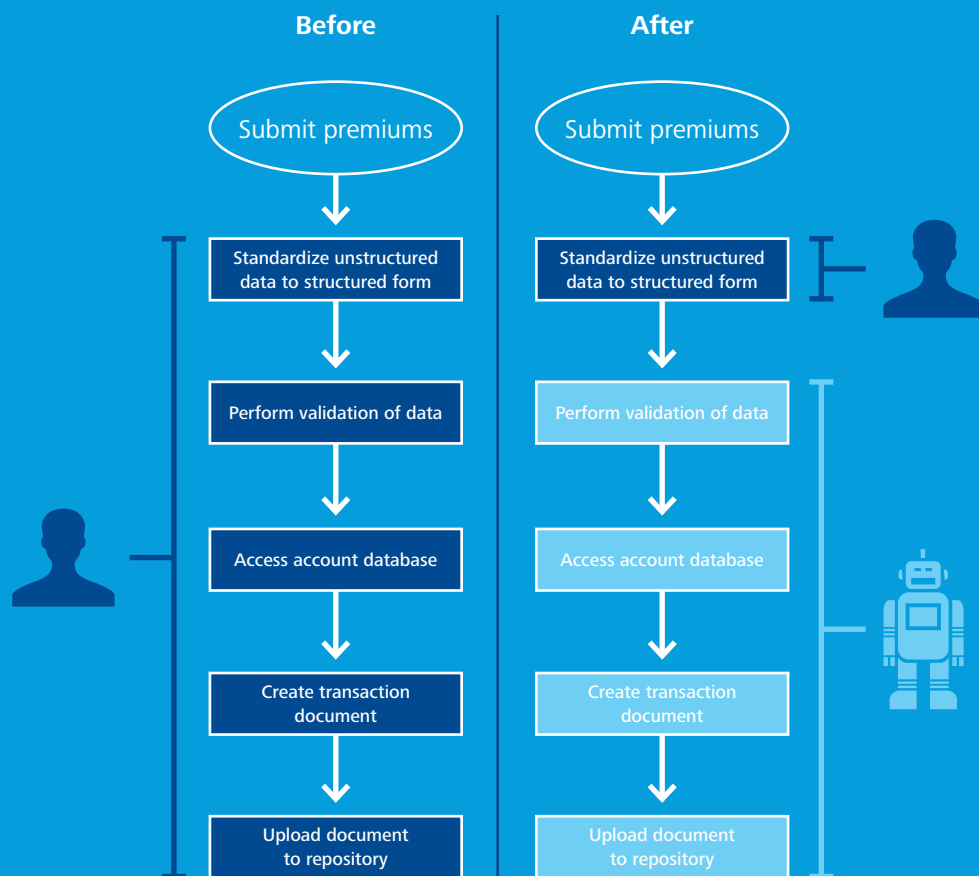 Before
Submit premiums
Standardize unstructured
data to structured form
Perform validation of data
Access account database
Create transaction
document
Upload document
to repository
After
Submit premiums
Standardize unstructured
data to structured form
Perform validation of data
Access account database
Create transaction
document
Upload document
to repository